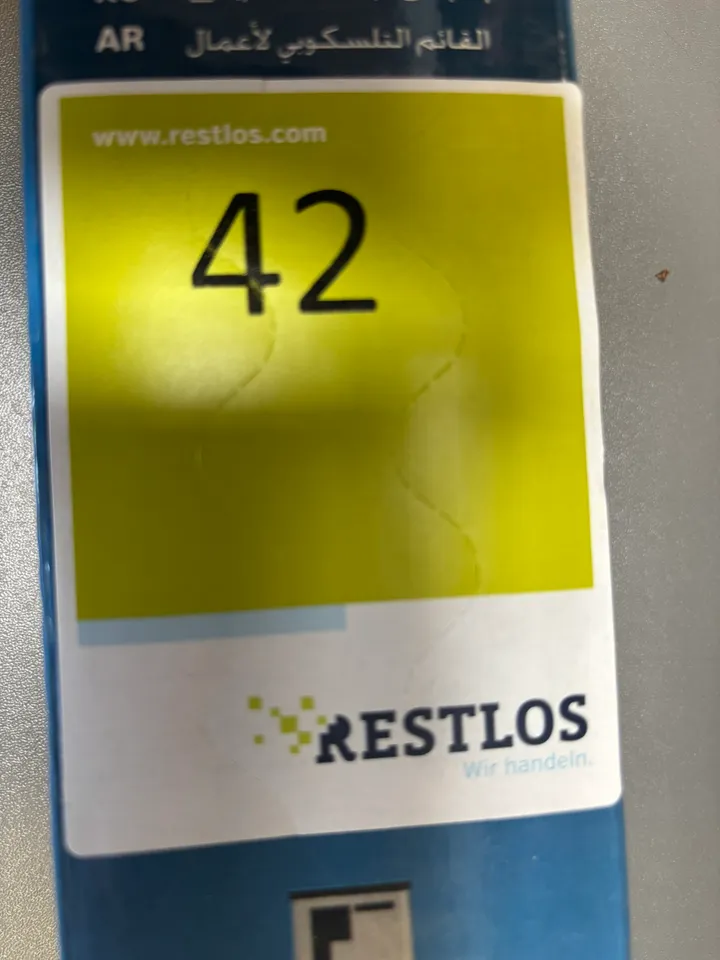 AR القائم التلسكوبي لأعمال
www.restlos.com
42
RESTLOS
Wir handeln.